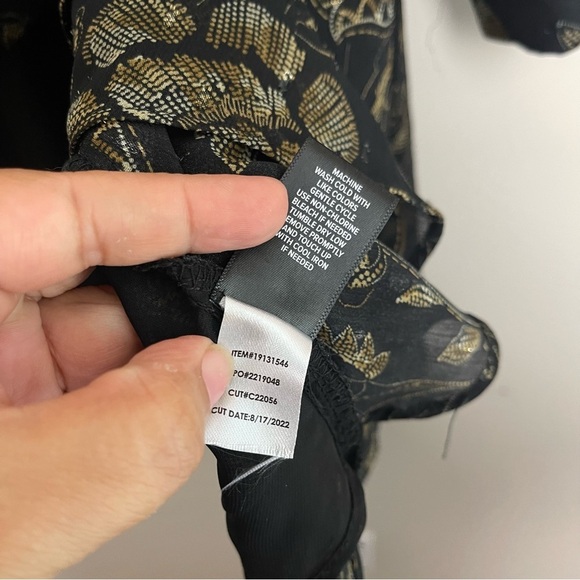 MACHINE
WASH COLD WITH
LIKE COLORS
GENTLE CYCLE
USE NON-CHLORINE
BLEACH IF NEEDED
TUMBLE DRY LOW
REMOVE PROMPTLY
AND TOUCH UP
WITH COOL IRON
IF NEEDED
ITEM#19131546
PO#2219048
CUT#C22056
CUT DATE:8/17/2022